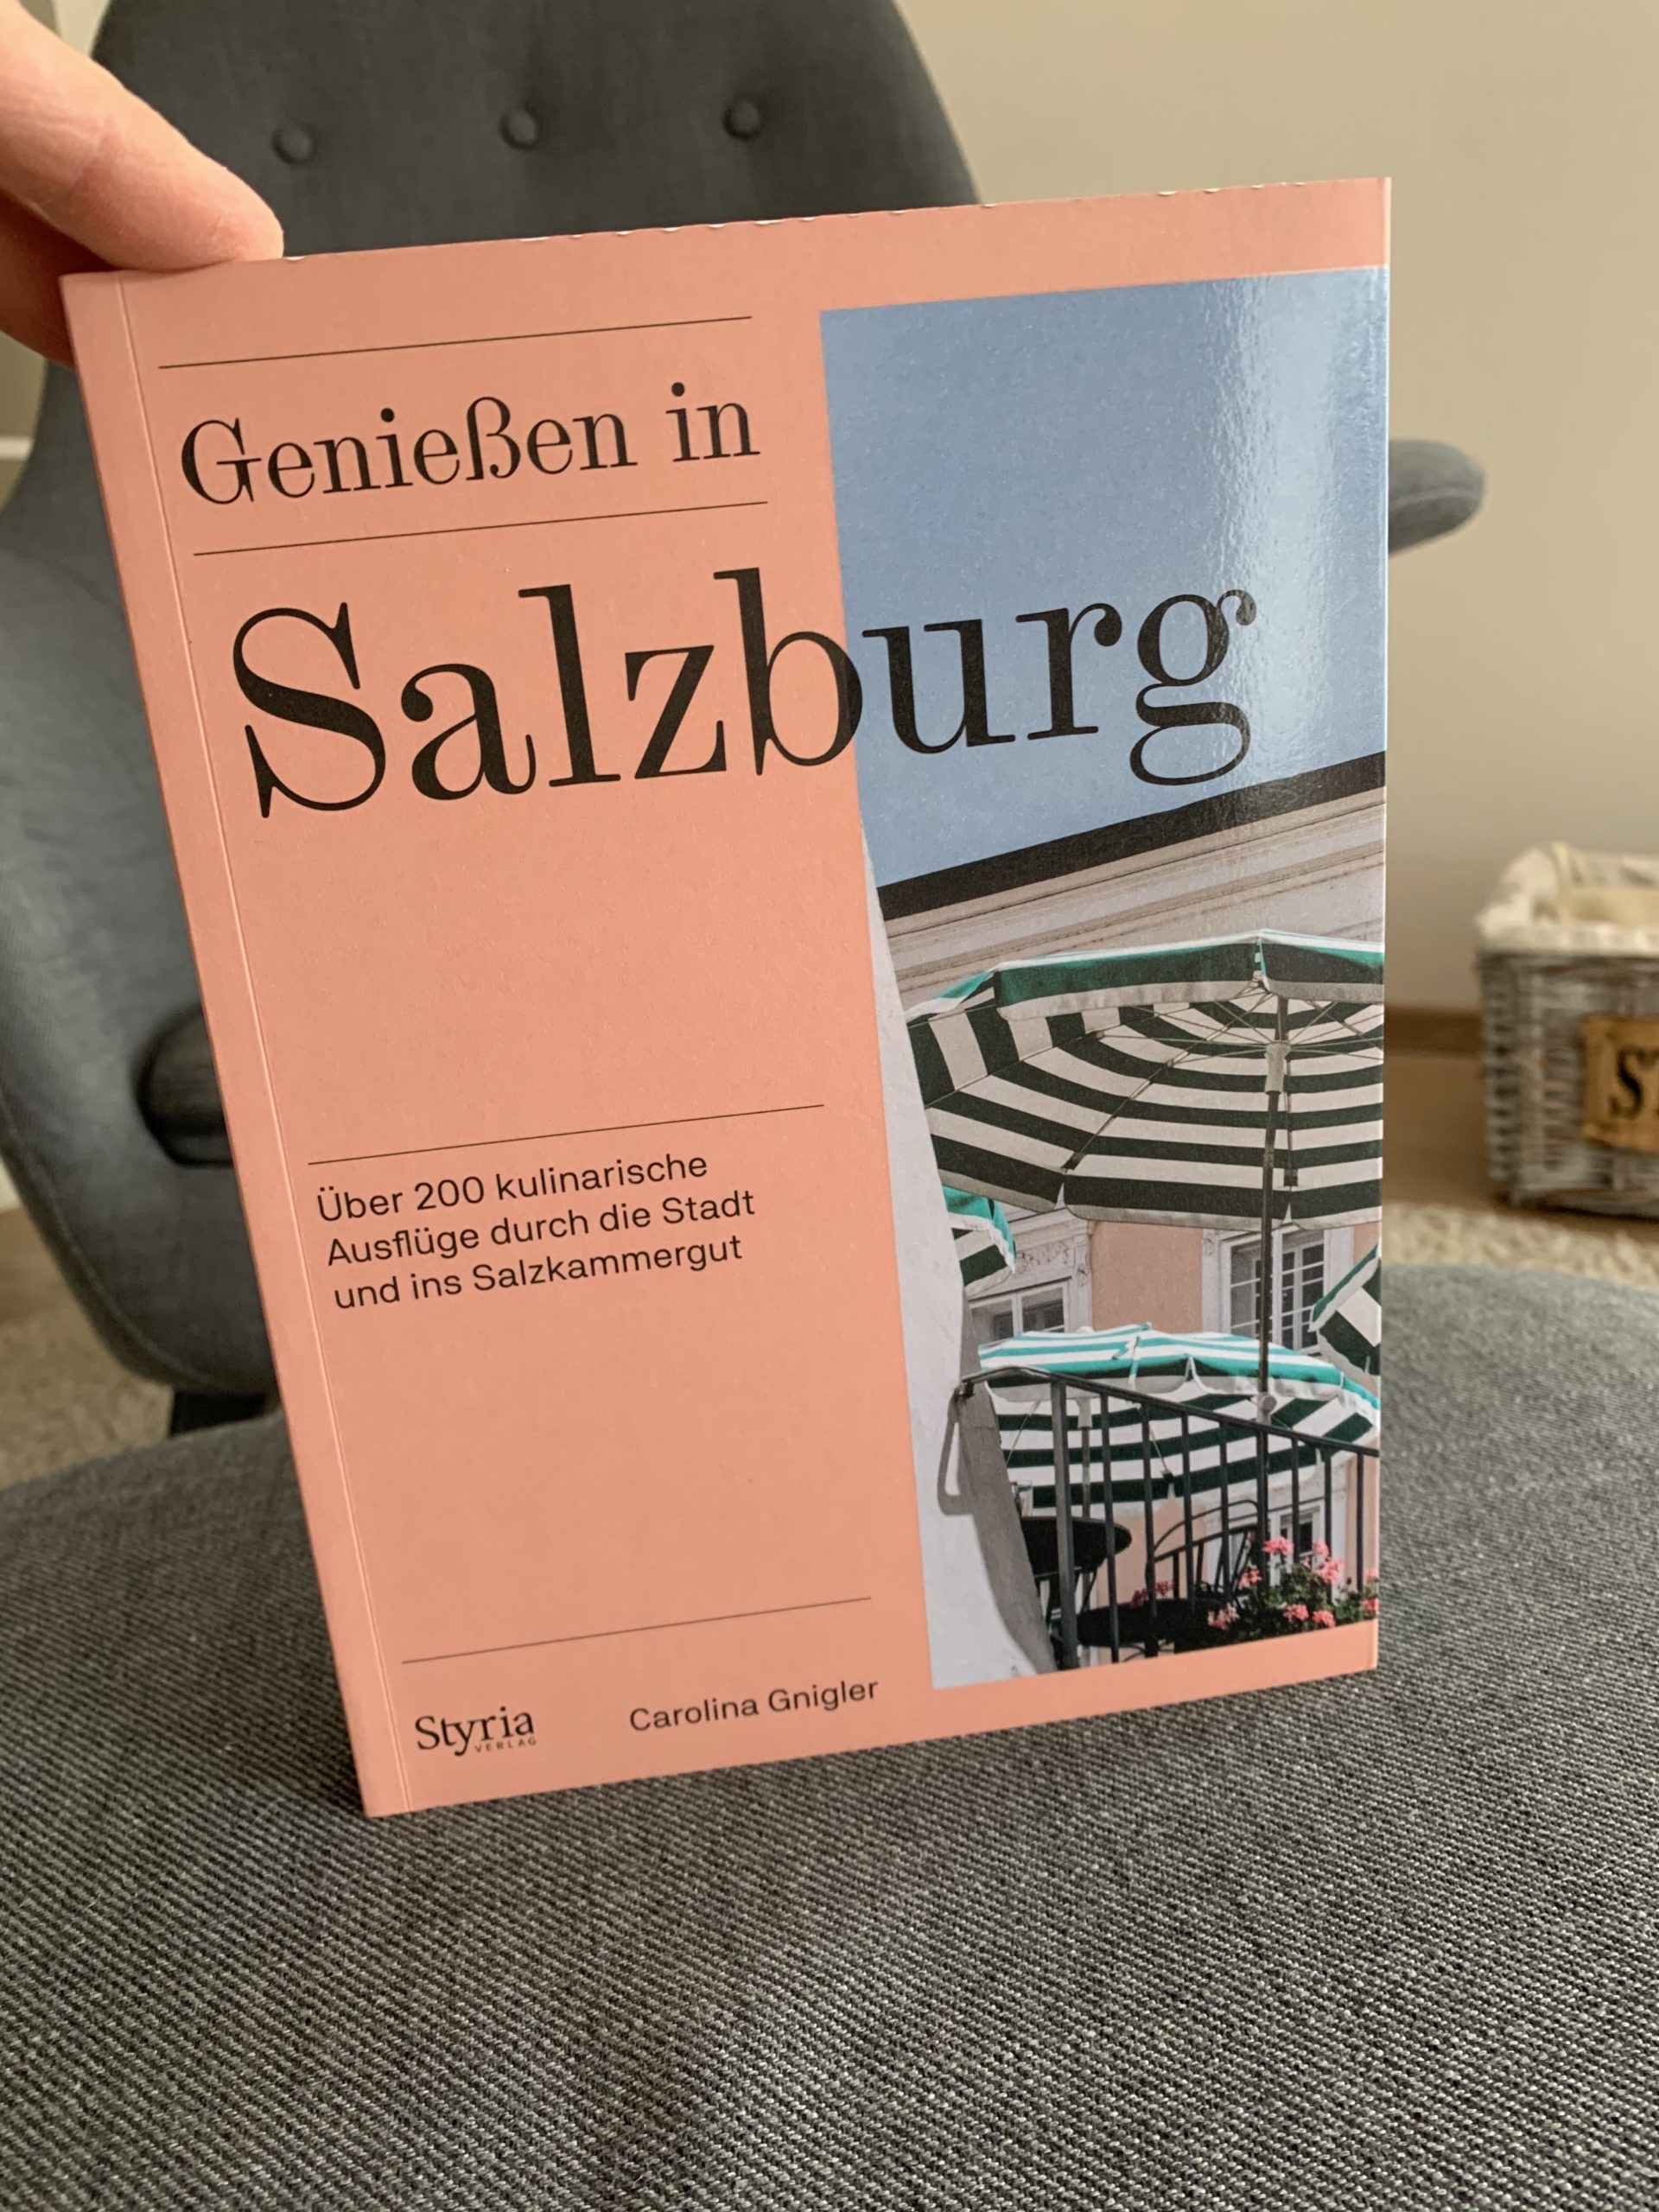 Genießen in
Salzburg
Über 200 kulinarische
Ausflüge durch die Stadt
und ins Salzkammergut
Styria
VERLAG
Carolina Gnigler